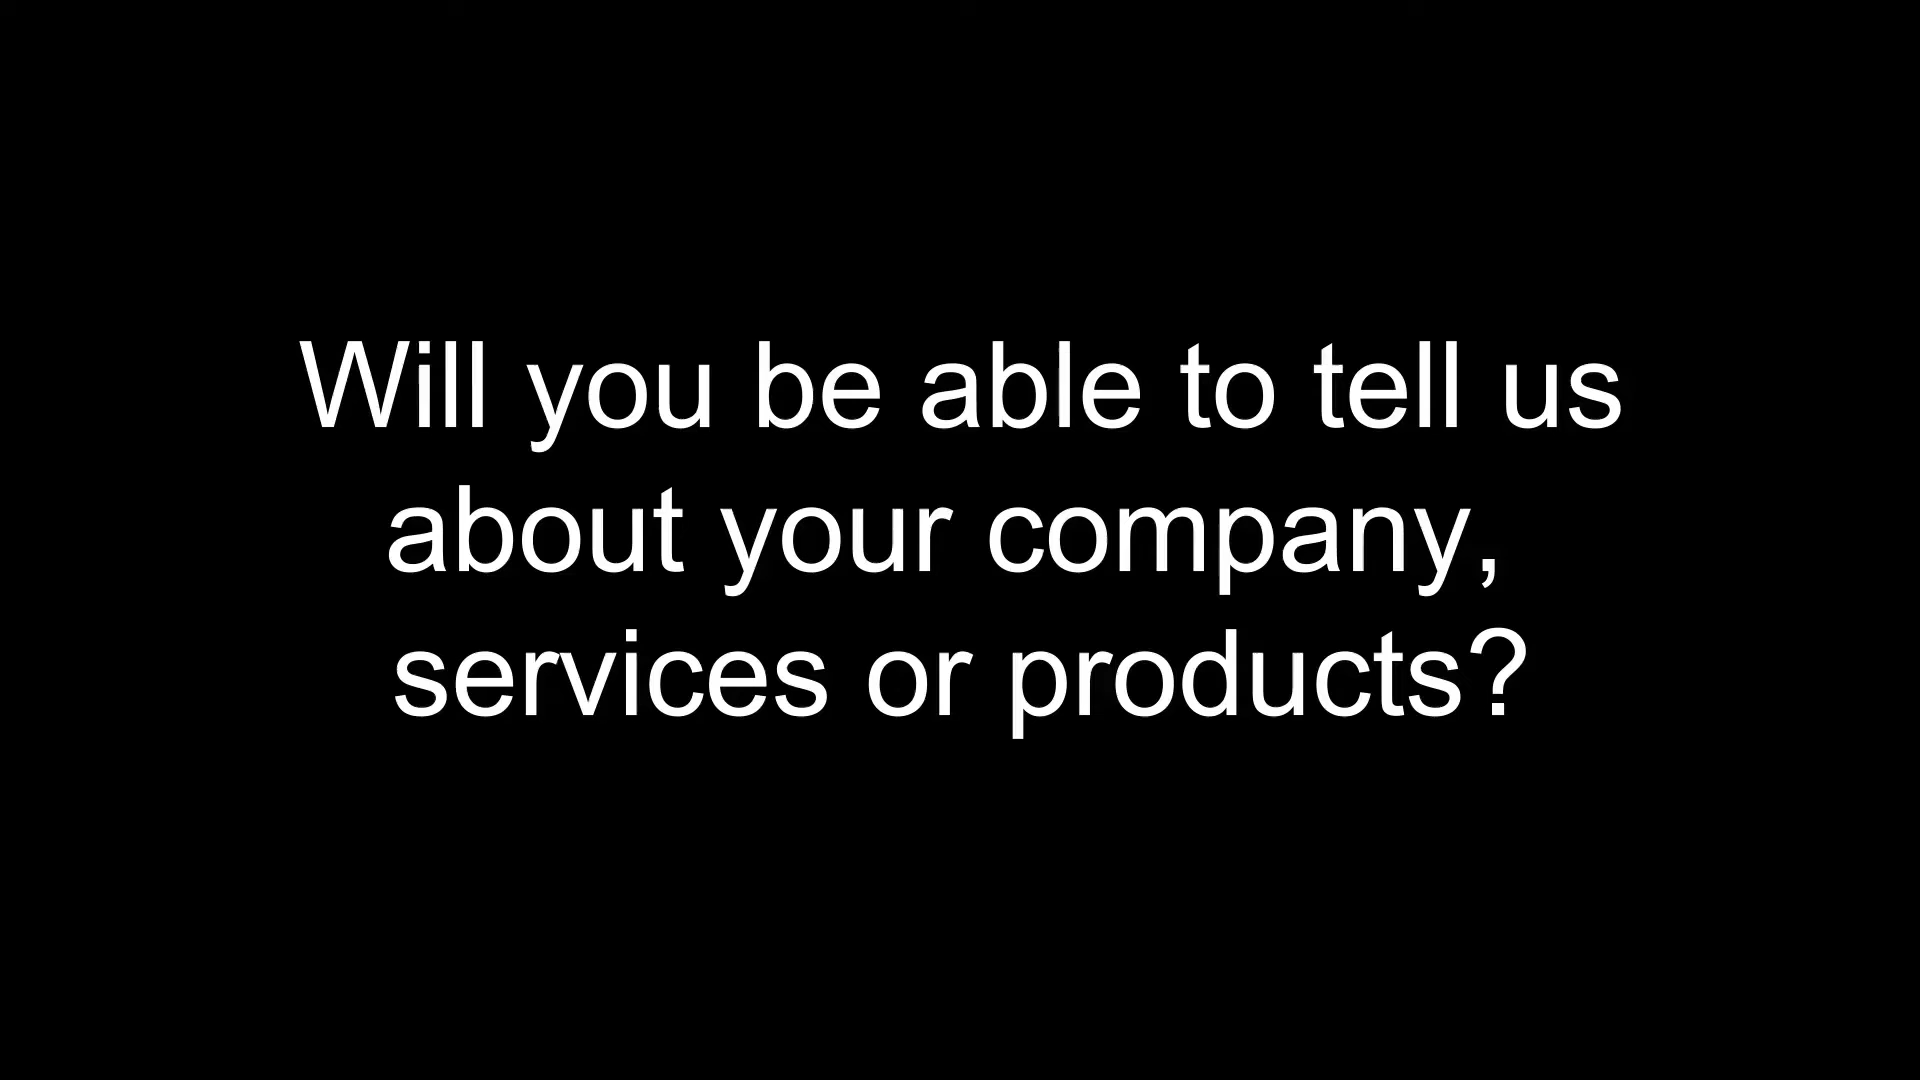 Will you be able to tell us
about your company,
services or products?